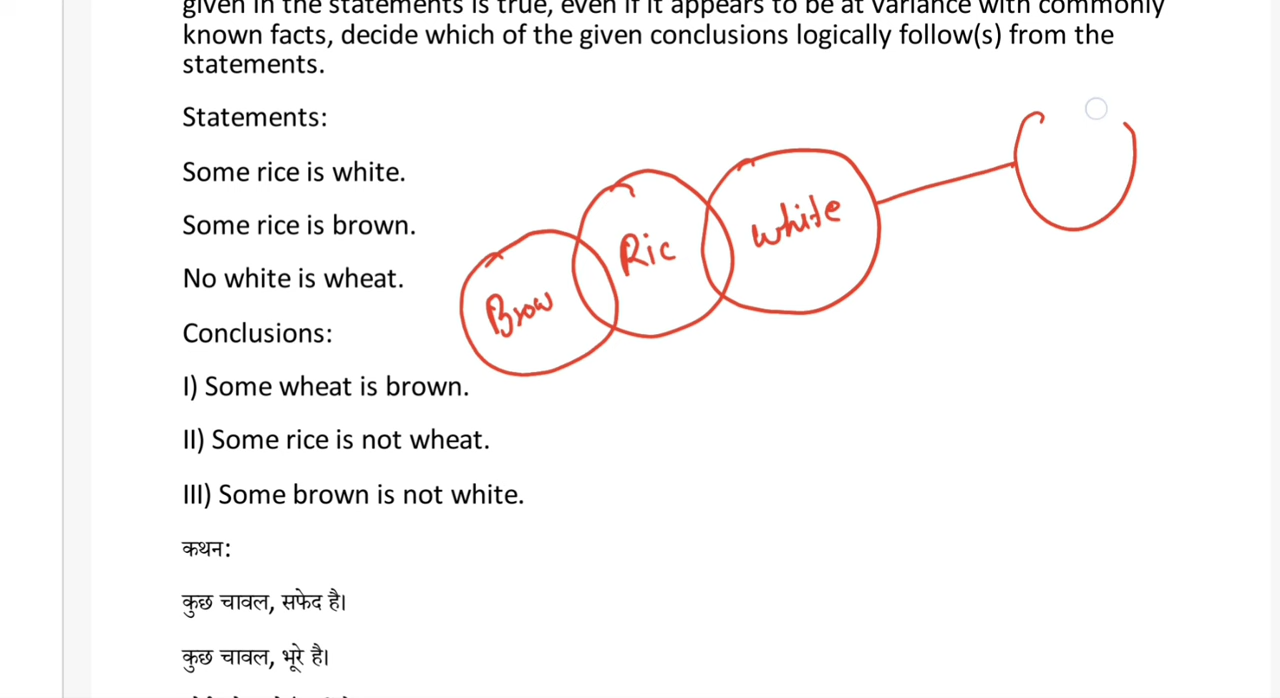 given in the statements is true, even if it appears to be at variance with commonly
known facts, decide which of the given conclusions logically follow(s) from the
statements.
Statements:
Some rice is white.
Some rice is brown.
No white is wheat.
Brow
Ric
white
Conclusions:
I) Some wheat is brown.
II) Some rice is not wheat.
III) Some brown is not white.
कथन:
कुछ चावल, सफेद है।
कुछ चावल, भूरे है।